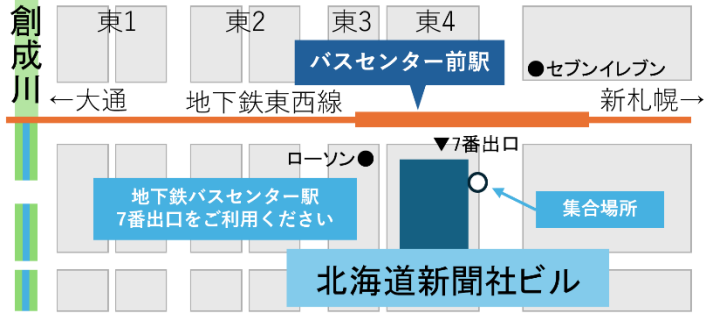 創成川
東1
東2
東3
東4
バスセンター前駅
●セブンイレブン
←大通
地下鉄東西線
新札幌→
▼7番出口
ローソン●
地下鉄バスセンター駅
7番出口をご利用ください
集合場所
北海道新聞社ビル